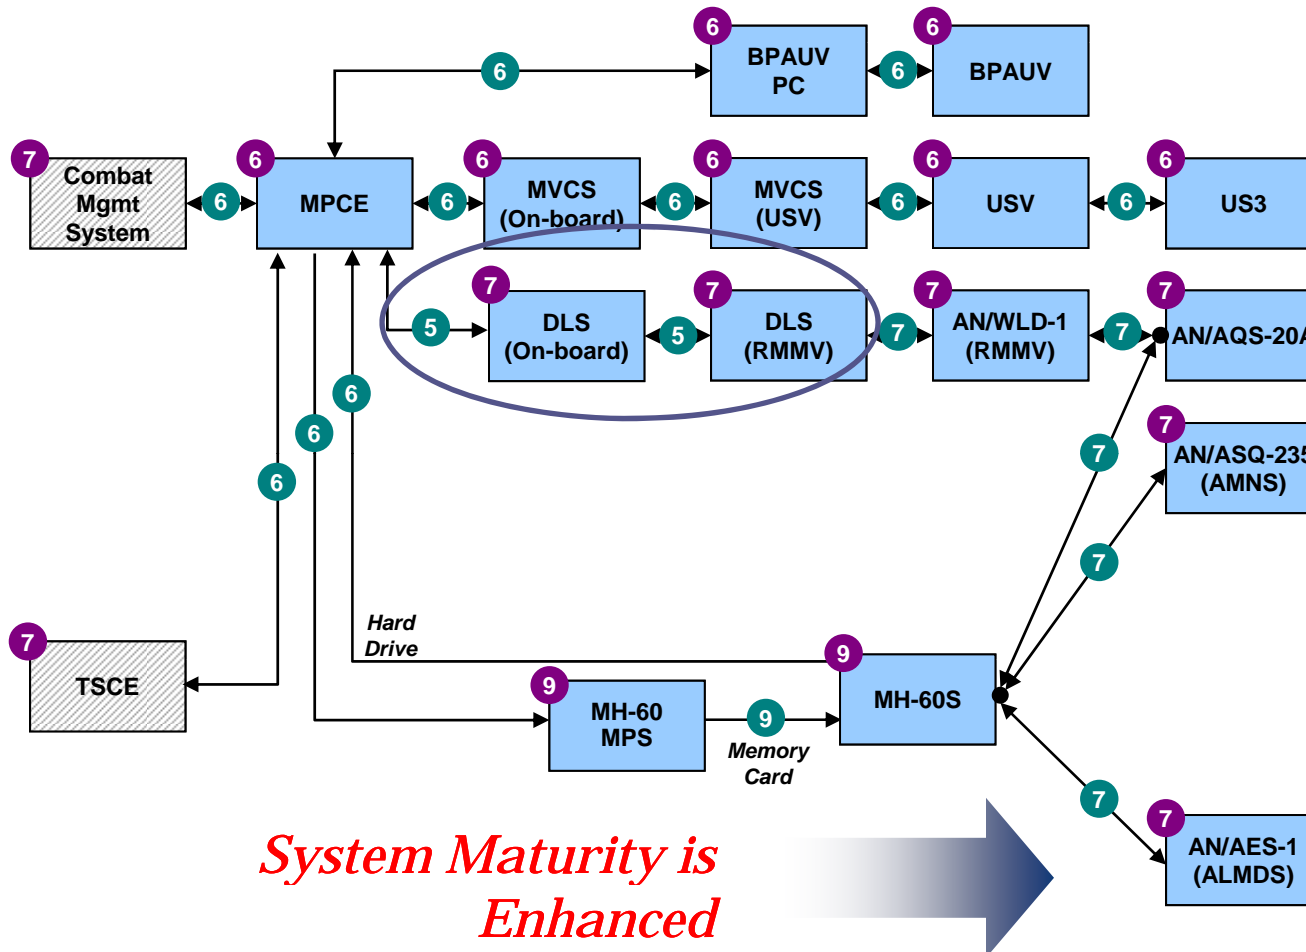 6
6
BPAUV
PC
6
6
BPAUV
7
Combat
Mgmt
System
6
6
MPCE
6
6
MVCS
(On-board)
6
6
MVCS
(USV)
6
6
USV
6
6
US3
5
7
DLS
(On-board)
5
7
DLS
(RMMV)
7
7
AN/WLD-1
(RMMV)
7
7
AN/AQS-20A
6
6
6
7
7
AN/ASQ-235
(AMNS)
7
7
TSCE
Hard
Drive
9
MH-60
MPS
9
Memory
Card
9
MH-60S
7
7
AN/AES-1
(ALMDS)
System Maturity is
Enhanced